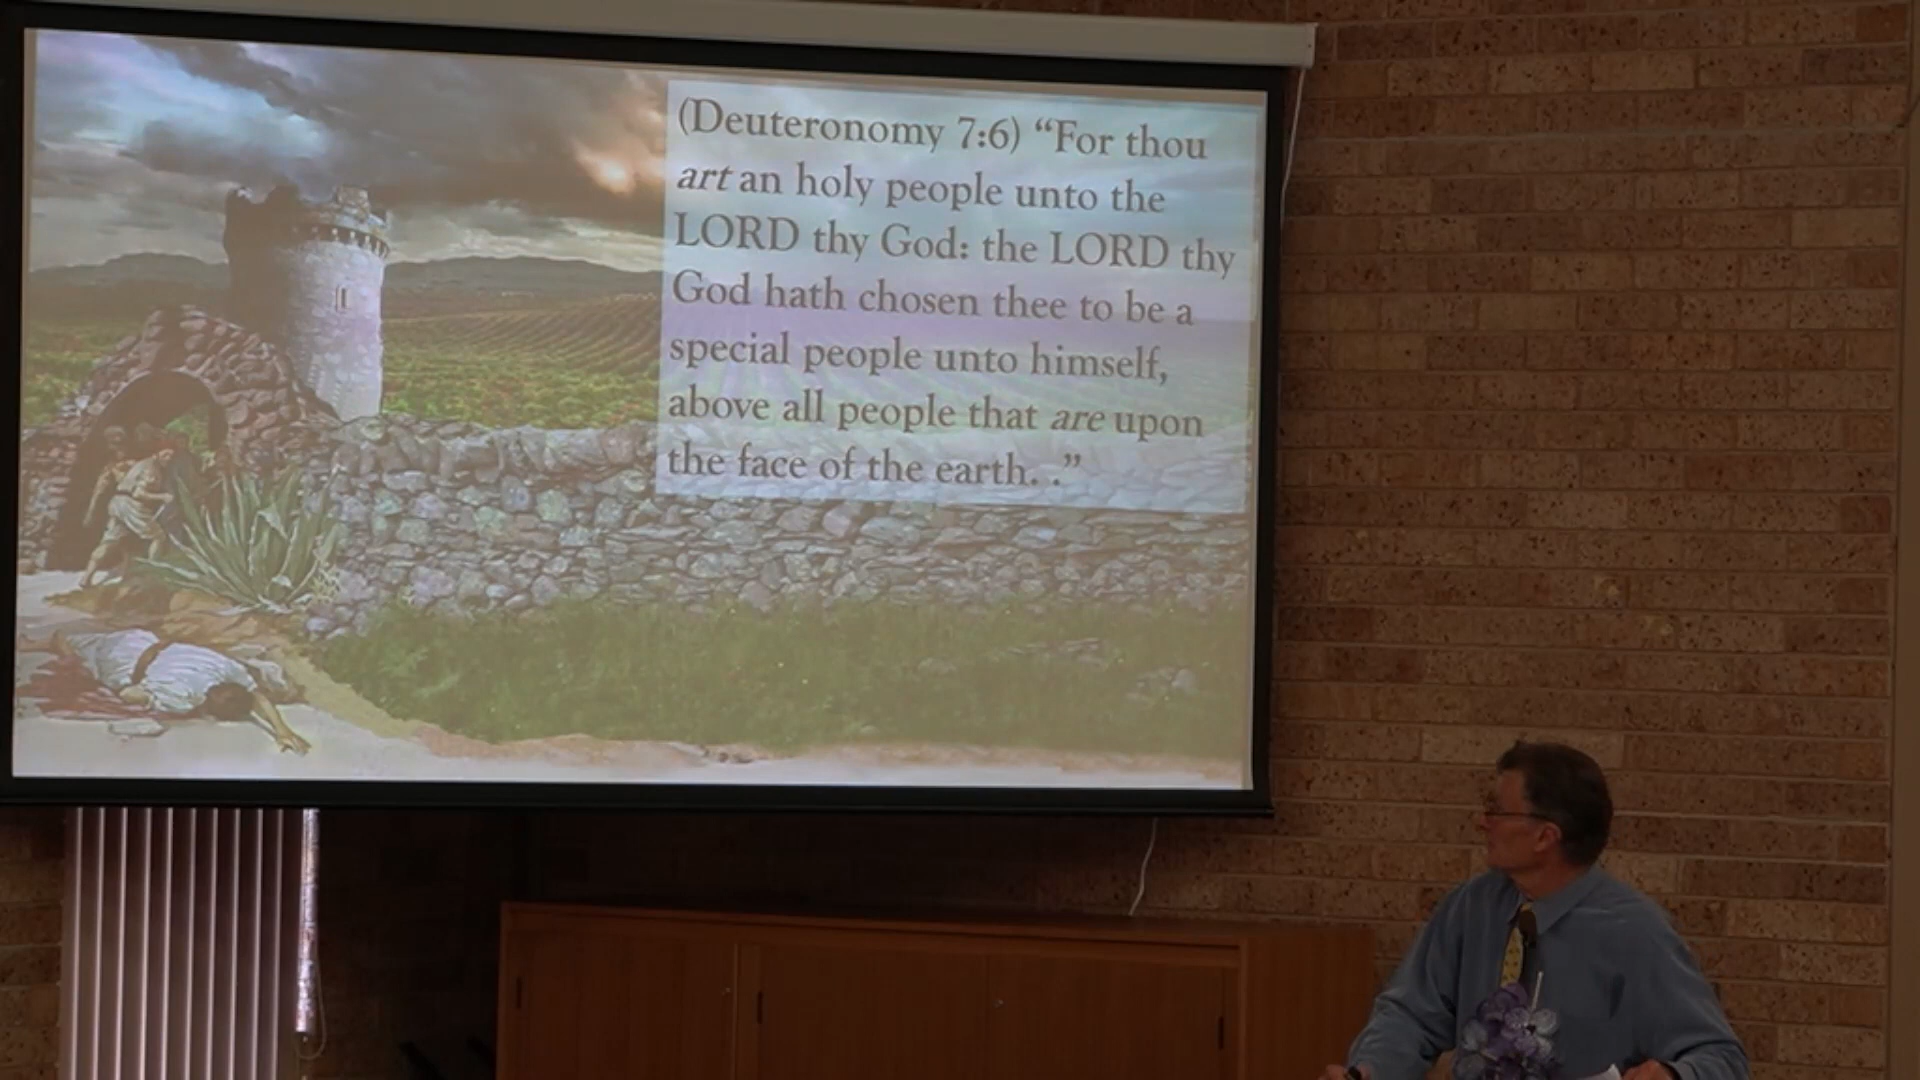 (Deuteronomy 7:6) “For thou
art an holy people unto the
LORD thy God: the LORD thy
God hath chosen thee to be a
special people unto himself,
above all people that are upon
the face of the earth. .”